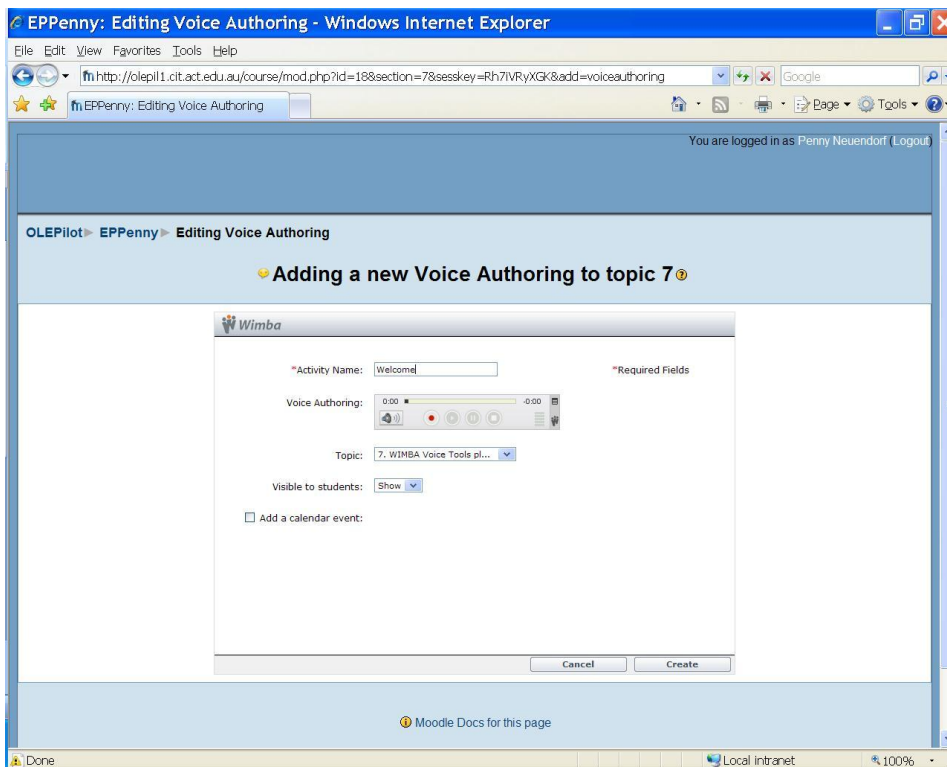 EPPenny: Editing Voice Authoring - Windows Internet Explorer
File Edit View Favorites Tools Help
http://olepil1.cit.act.edu.au/course/mod.php?id=18&section=7&sesskey=Rh7iVRyXGK&add=voiceauthoring Google
EPPenny: Editing Voice Authoring Page Tools
You are logged in as Penny Neuendorf (Logout)
OLEPilot EPPenny Editing Voice Authoring
Adding a new Voice Authoring to topic 7
Wimba
*Activity Name: Welcome *Required Fields
Voice Authoring: 0:00 -0:00
Topic: 7. WIMBA Voice Tools pl...
Visible to students: Show
Add a calendar event:
Cancel Create
Moodle Docs for this page
Done Local intranet 100%